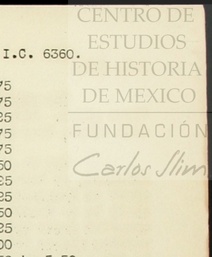 CENTRO DE
ESTUDIOS
DE HISTORIA
DE MEXICO
FUNDACIÓN
Carlos Slim
I.C. 6360.
75
75
25
75
75
50
25
25
50
25
00